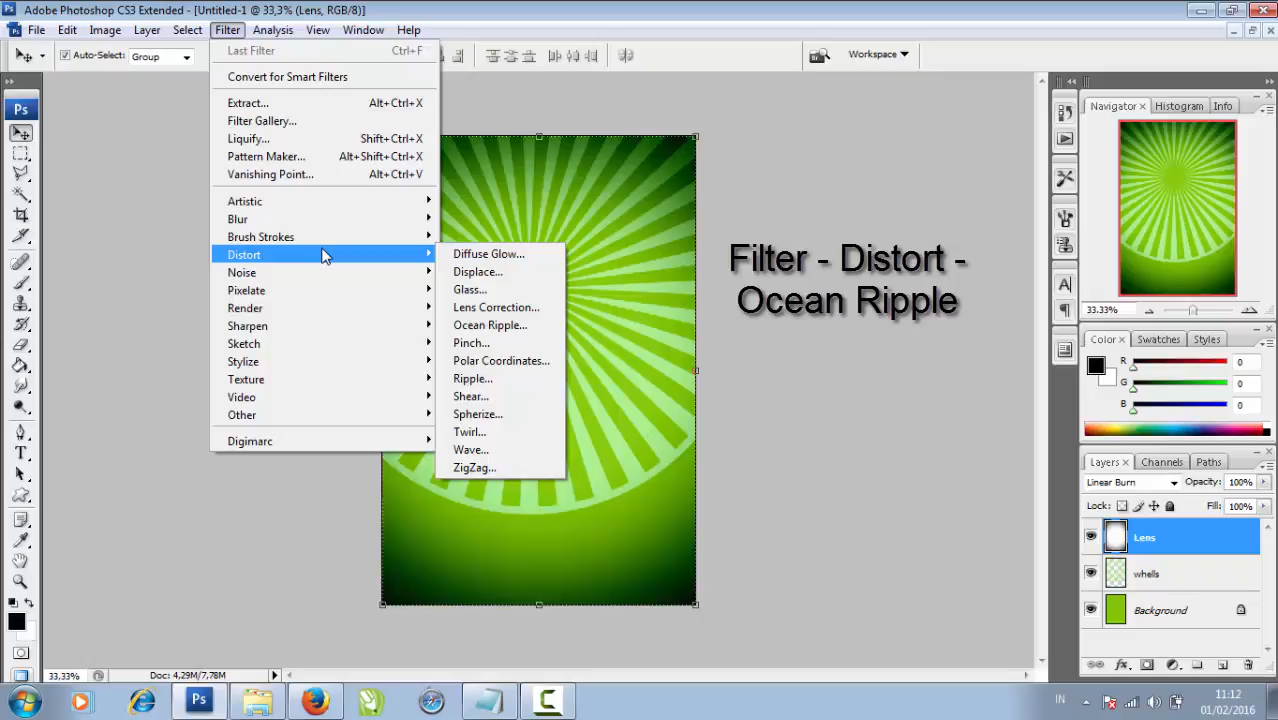 Adobe Photoshop CS3 Extended - [Untitled-1 @ 33,3% (Lens, RGB/8)]
File Edit Image Layer Select Filter Analysis View Window Help
Auto-Select: Group
Workspace
Last Filter Ctrl+F
Convert for Smart Filters
Extract... Alt+Ctrl+X
Filter Gallery...
Liquify... Shift+Ctrl+X
Pattern Maker... Alt+Shift+Ctrl+X
Vanishing Point... Alt+Ctrl+V
Artistic
Blur
Brush Strokes
Distort
Noise
Pixelate
Render
Sharpen
Sketch
Stylize
Texture
Video
Other
Digimarc
Diffuse Glow...
Displace...
Glass...
Lens Correction...
Ocean Ripple...
Pinch...
Polar Coordinates...
Ripple...
Shear...
Spherize...
Twirl...
Wave...
ZigZag...
Filter - Distort -
Ocean Ripple
Ps
T
Navigator × Histogram Info
33.33%
A
Color × Swatches Styles
R 0
G 0
B 0
Layers × Channels Paths
Linear Burn Opacity: 100%
Lock: Fill: 100%
Lens
whells
Background
33,33% Doc: 4,29M/7,78M
Ps
IN
11:12
01/02/2016